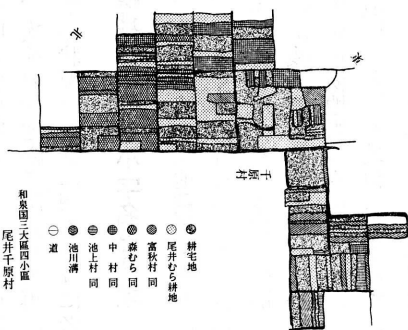 北
千原村
耕宅地
尾井むら耕地
富秋村 同
森むら 同
中村 同
池上村 同
池川溝
道
和泉国三大區四小區
尾井千原村